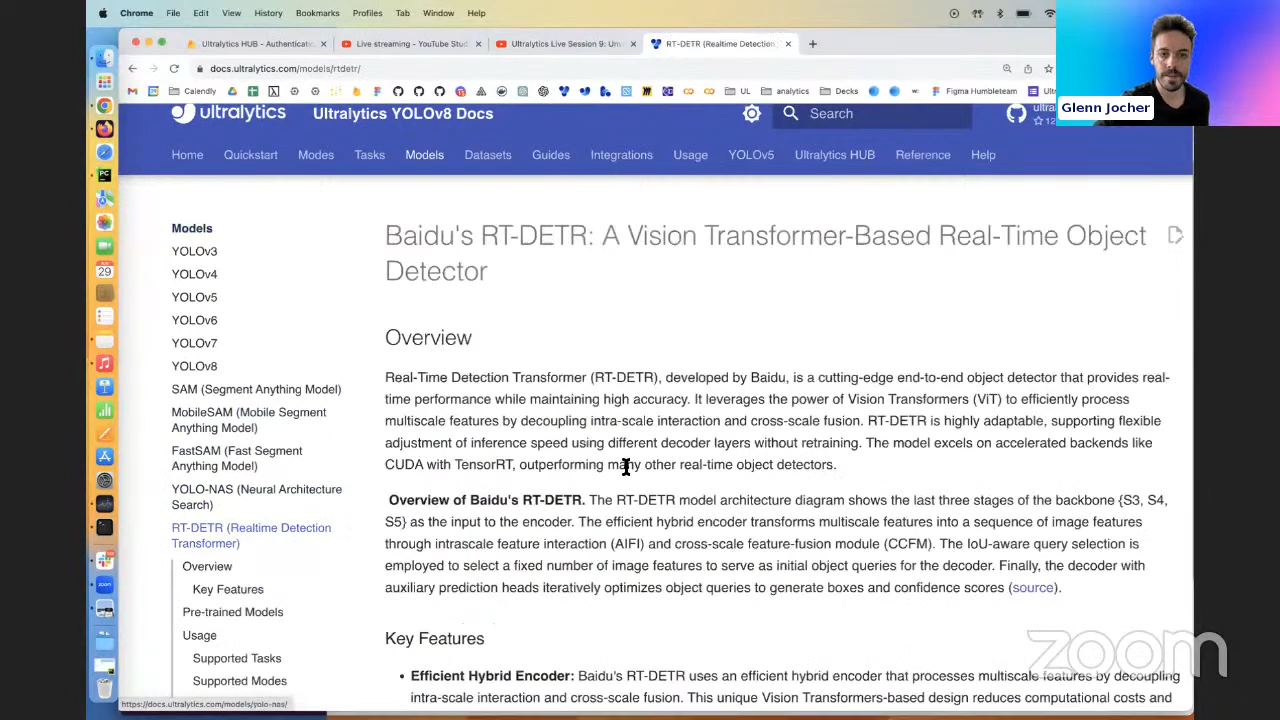 Chrome File Edit View History Bookmarks Profiles Tab Window Help
Ultralytics HUB - Authenticati
Live streaming - YouTube Stud
Ultralytics Live Session 9: Un
RT-DETR (Realtime Detection
docs.ultralytics.com/models/rtdetr/
Calendly
UL
analytics
Decks
Figma Humbleteam
Glenn Jocher
ultralytics
Ultralytics YOLOv8 Docs
Search
ultra
12
Home Quickstart Modes Tasks Models Datasets Guides Integrations Usage YOLOv5 Ultralytics HUB Reference Help
PC
AUG
29
Models
YOLOv3
YOLOv4
YOLOv5
YOLOv6
YOLOv7
YOLOv8
SAM (Segment Anything Model)
MobileSAM (Mobile Segment
Anything Model)
FastSAM (Fast Segment
Anything Model)
YOLO-NAS (Neural Architecture
Search)
RT-DETR (Realtime Detection
Transformer)
Overview
Key Features
Pre-trained Models
Usage
Supported Tasks
Supported Modes
Baidu's RT-DETR: A Vision Transformer-Based Real-Time Object
Detector
Overview
Real-Time Detection Transformer (RT-DETR), developed by Baidu, is a cutting-edge end-to-end object detector that provides real-
time performance while maintaining high accuracy. It leverages the power of Vision Transformers (ViT) to efficiently process
multiscale features by decoupling intra-scale interaction and cross-scale fusion. RT-DETR is highly adaptable, supporting flexible
adjustment of inference speed using different decoder layers without retraining. The model excels on accelerated backends like
CUDA with TensorRT, outperforming many other real-time object detectors.
Overview of Baidu's RT-DETR. The RT-DETR model architecture diagram shows the last three stages of the backbone {S3, S4,
S5} as the input to the encoder. The efficient hybrid encoder transforms multiscale features into a sequence of image features
through intrascale feature interaction (AIFI) and cross-scale feature-fusion module (CCFM). The IoU-aware query selection is
employed to select a fixed number of image features to serve as initial object queries for the decoder. Finally, the decoder with
auxiliary prediction heads iteratively optimizes object queries to generate boxes and confidence scores (source).
Key Features
• Efficient Hybrid Encoder: Baidu's RT-DETR uses an efficient hybrid encoder that processes multiscale features by decoupling
intra-scale interaction and cross-scale fusion. This unique Vision Transformers-based design reduces computational costs and
https://docs.ultralytics.com/models/yolo-nas/
zoom